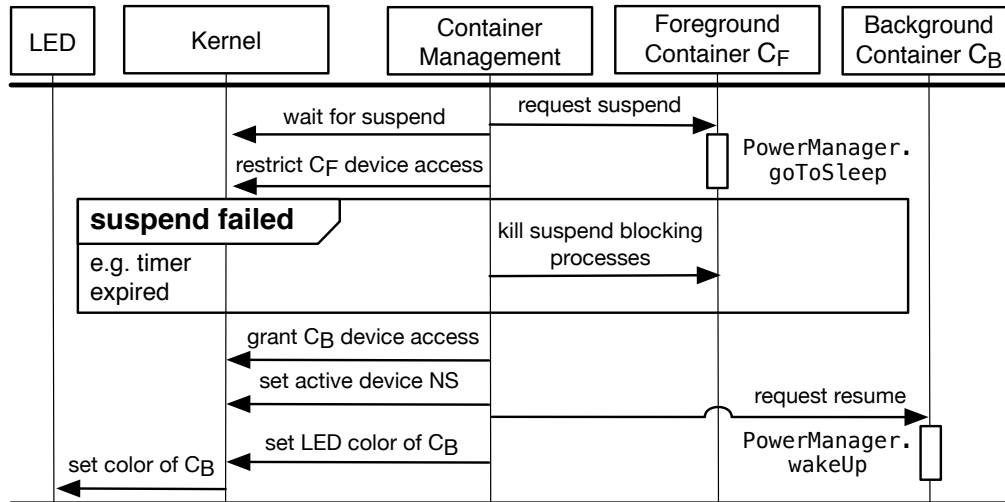 LED
Kernel
Container
Management
Foreground
Container CF
Background
Container CB
request suspend
wait for suspend
PowerManager.
goToSleep
restrict CF device access
suspend failed
e.g. timer
expired
kill suspend blocking
processes
grant CB device access
set active device NS
request resume
PowerManager.
wakeUp
set LED color of CB
set color of CB